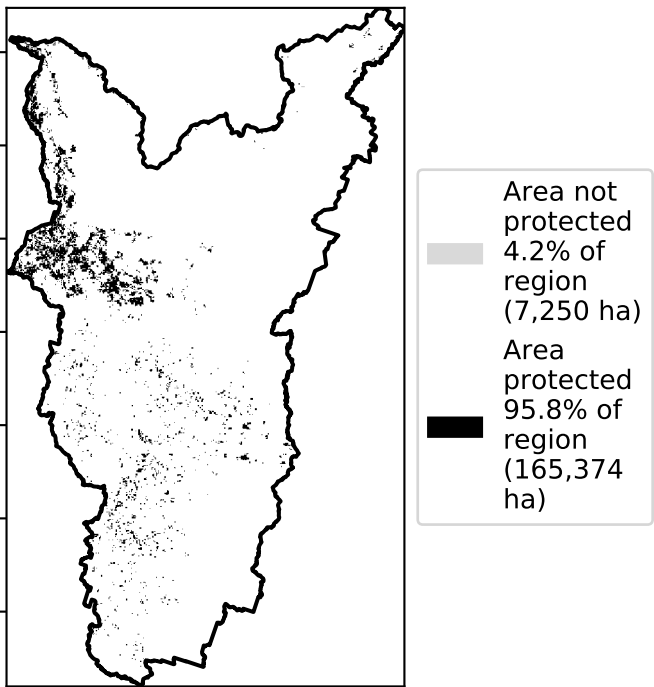 Area not
protected
4.2% of
region
(7,250 ha)
Area
protected
95.8% of
region
(165,374
ha)